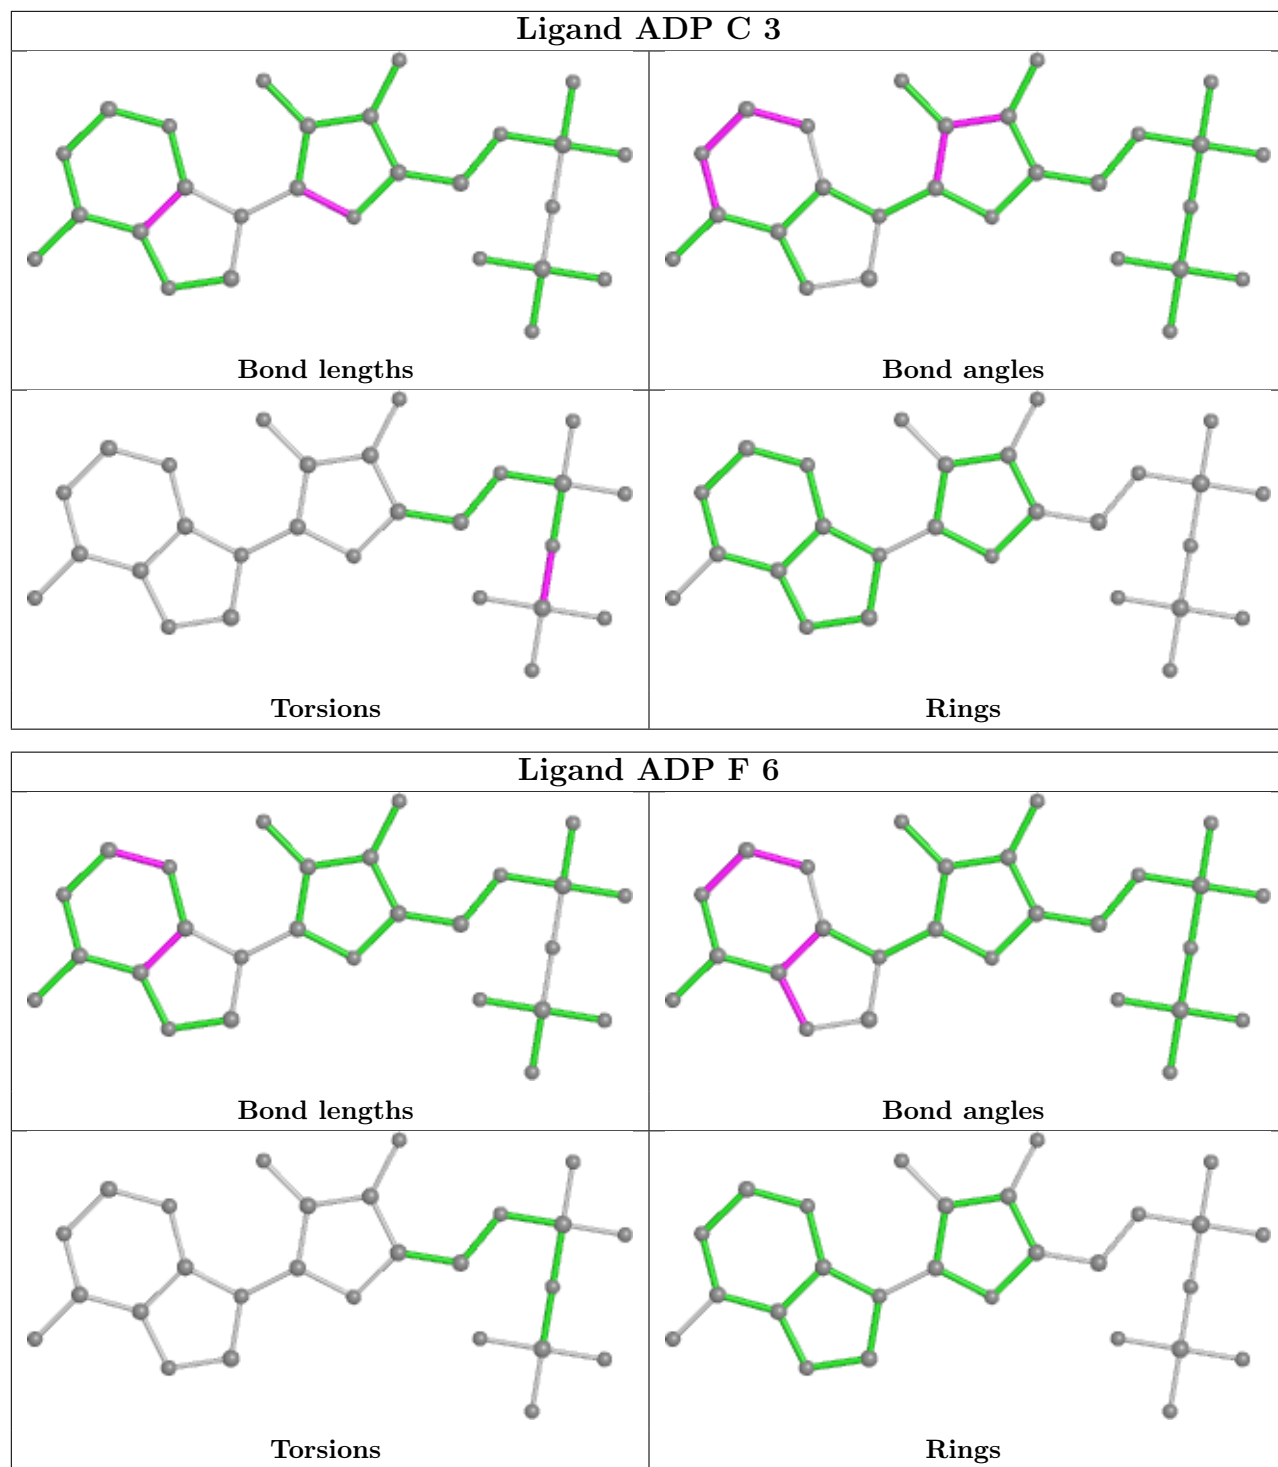 Ligand ADP C 3
Bond lengths
Bond angles
Torsions
Rings
Ligand ADP F 6
Bond lengths
Bond angles
Torsions
Rings